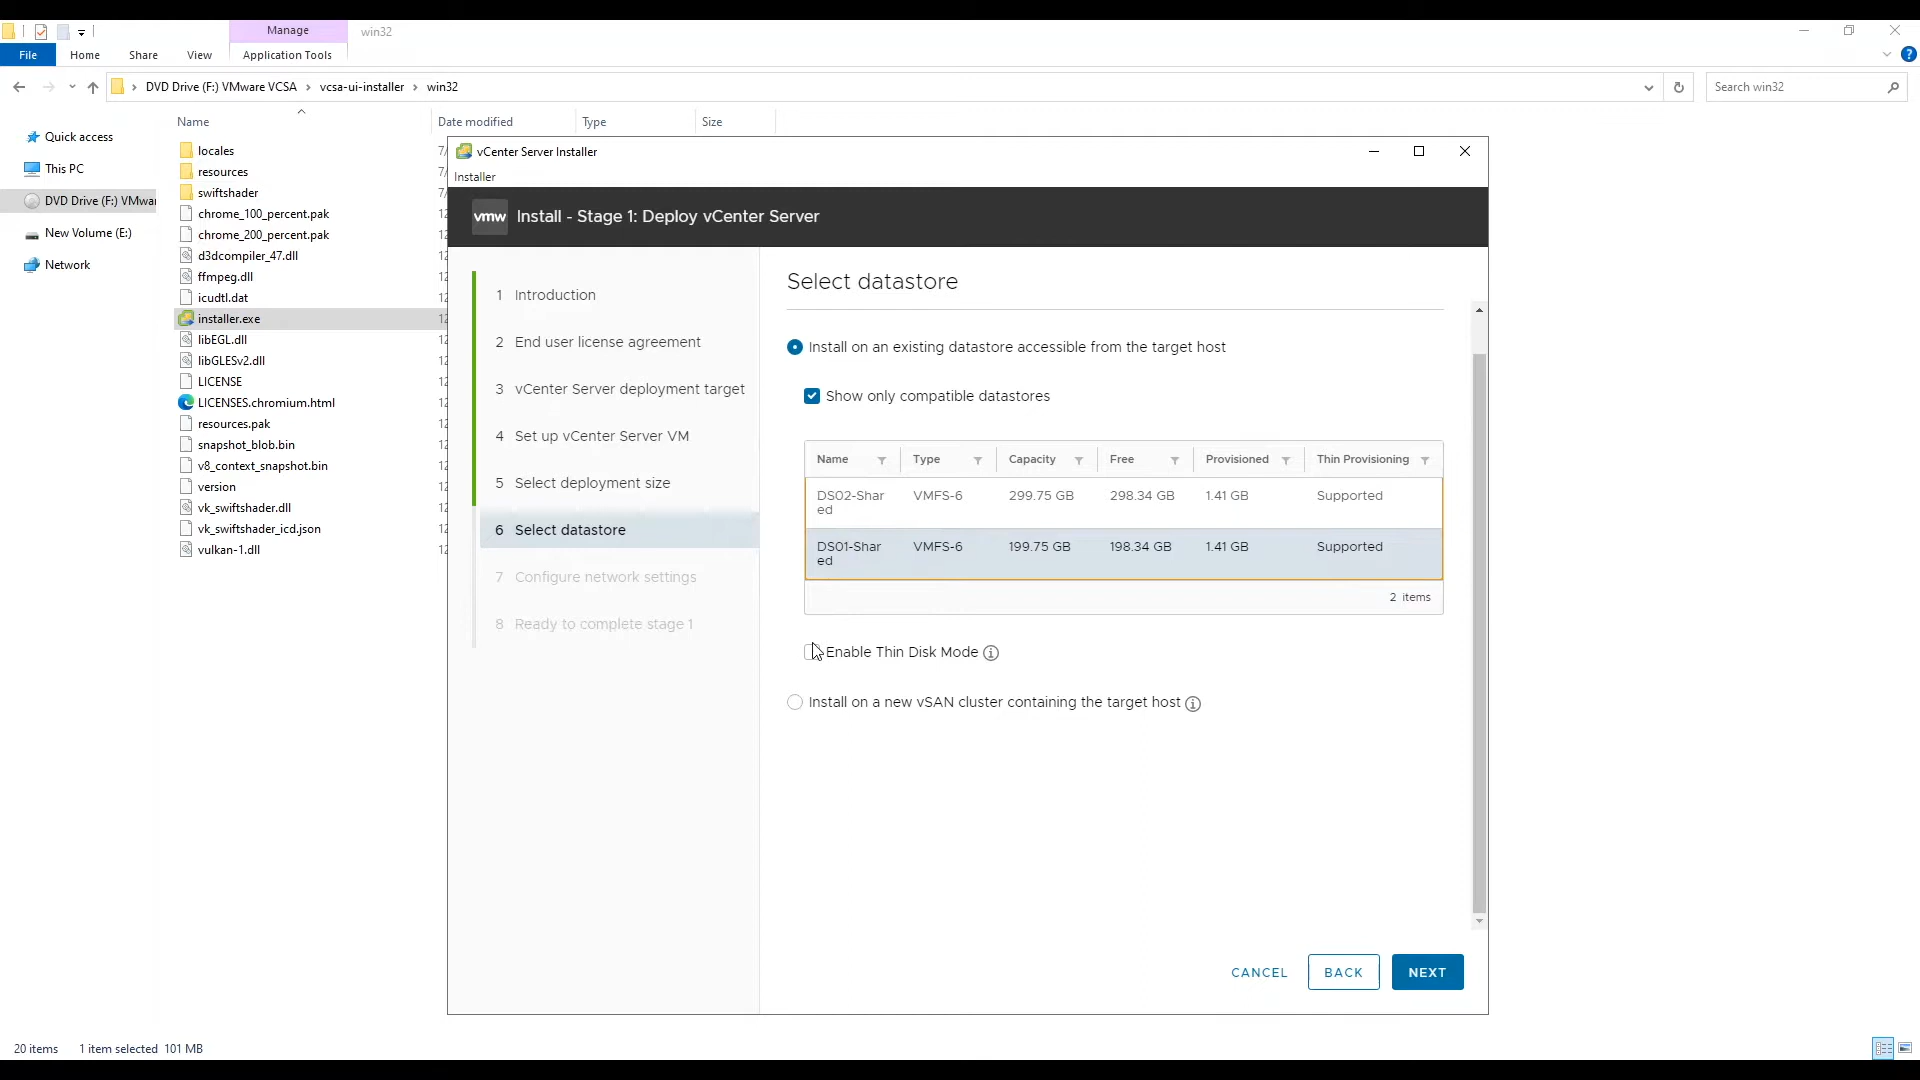 Manage
win32
File
Home
Share
View
Application Tools
?
DVD Drive (F:) VMware VCSA
vcsa-ui-installer
win32
Search win32
Quick access
This PC
DVD Drive (F:) VMwar
New Volume (E:)
Network
Name
Date modified
Type
Size
locales
resources
swiftshader
chrome_100_percent.pak
chrome_200_percent.pak
d3dcompiler_47.dll
ffmpeg.dll
icudtl.dat
installer.exe
libEGL.dll
libGLESv2.dll
LICENSE
LICENSES.chromium.html
resources.pak
snapshot_blob.bin
v8_context_snapshot.bin
version
vk_swiftshader.dll
vk_swiftshader_icd.json
vulkan-1.dll
vCenter Server Installer
Installer
vmw Install - Stage 1: Deploy vCenter Server
1 Introduction
2 End user license agreement
3 vCenter Server deployment target
4 Set up vCenter Server VM
5 Select deployment size
6 Select datastore
7 Configure network settings
8 Ready to complete stage 1
Select datastore
Install on an existing datastore accessible from the target host
Show only compatible datastores
Name Type Capacity Free Provisioned Thin Provisioning
DS02-Shar VMFS-6 299.75 GB 298.34 GB 1.41 GB Supported
ed
DS01-Shar VMFS-6 199.75 GB 198.34 GB 1.41 GB Supported
ed
2 items
Enable Thin Disk Mode
Install on a new vSAN cluster containing the target host
CANCEL
BACK
NEXT
20 items 1 item selected 101 MB